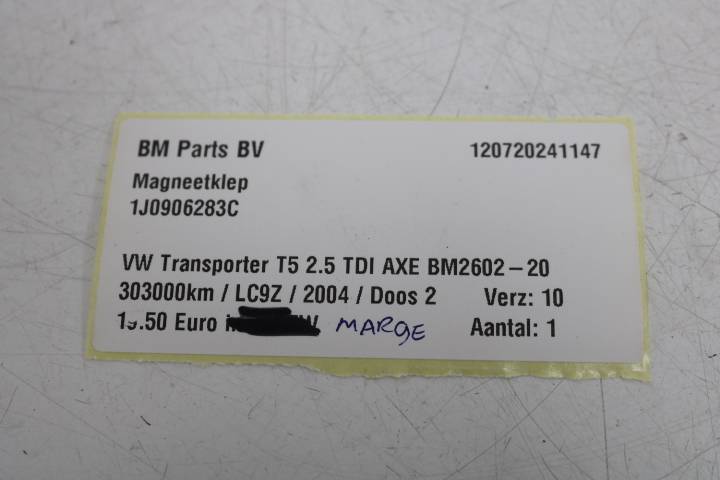 BM Parts BV 120720241147
Magneetklep
1J0906283C
VW Transporter T5 2.5 TDI AXE BM2602-20
303000km / LC9Z / 2004 / Doos 2 Verz: 10
19.50 Euro MARGE Aantal: 1